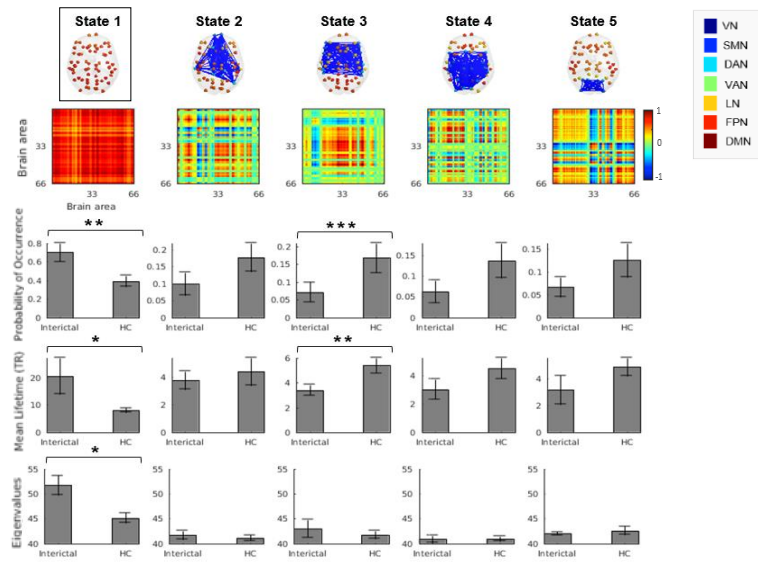 State 1 State 2 State 3 State 4 State 5
VN
SMN
DAN
VAN
LN
FPN
DMN
Brain area
33
66
33 66
Brain area
33
66
33 66
33
66
33 66
33
66
33 66
33
66
33 66
1
0
-1
Probability of Occurrence
**
0.8
0.6
0.4
0.2
0
Interictal HC
0.2
0.15
0.1
0.05
0
Interictal HC
***
0.2
0.15
0.1
0.05
0
Interictal HC
0.15
0.1
0.05
0
Interictal HC
0.15
0.1
0.05
0
Interictal HC
Mean Lifetime (TR)
*
20
10
0
Interictal HC
4
2
0
Interictal HC
**
6
4
2
0
Interictal HC
4
2
0
Interictal HC
4
2
0
Interictal HC
Eigenvalues
*
55
50
45
40
Interictal HC
55
50
45
40
Interictal HC
55
50
45
40
Interictal HC
55
50
45
40
Interictal HC
55
50
45
40
Interictal HC